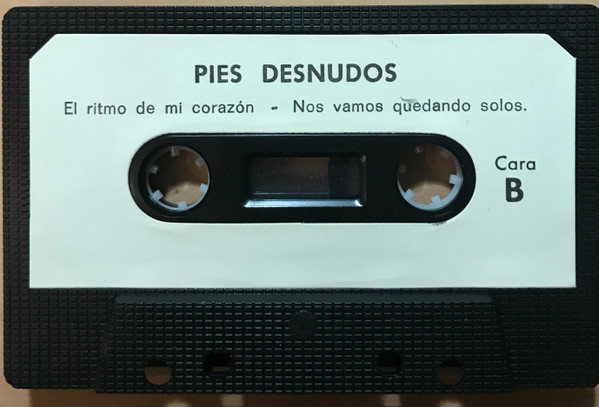 PIES DESNUDOS
El ritmo de mi corazón - Nos vamos quedando solos.
Cara
B